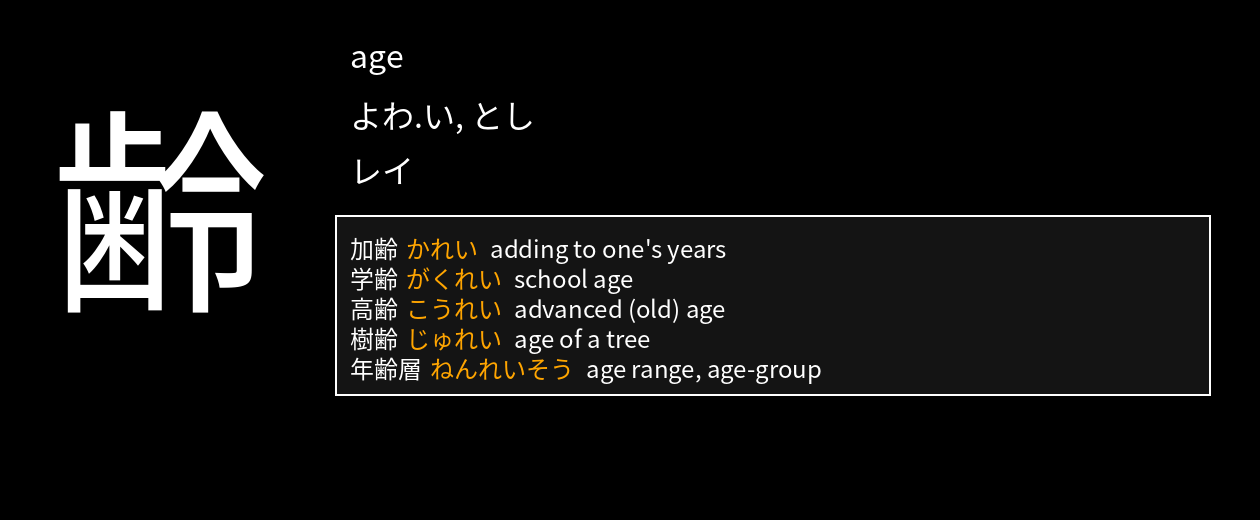 齢
age
よわ.い, とし
レイ
加齢 かれい adding to one's years
学齢 がくれい school age
高齢 こうれい advanced (old) age
樹齢 じゅれい age of a tree
年齢層 ねんれいそう age range, age-group